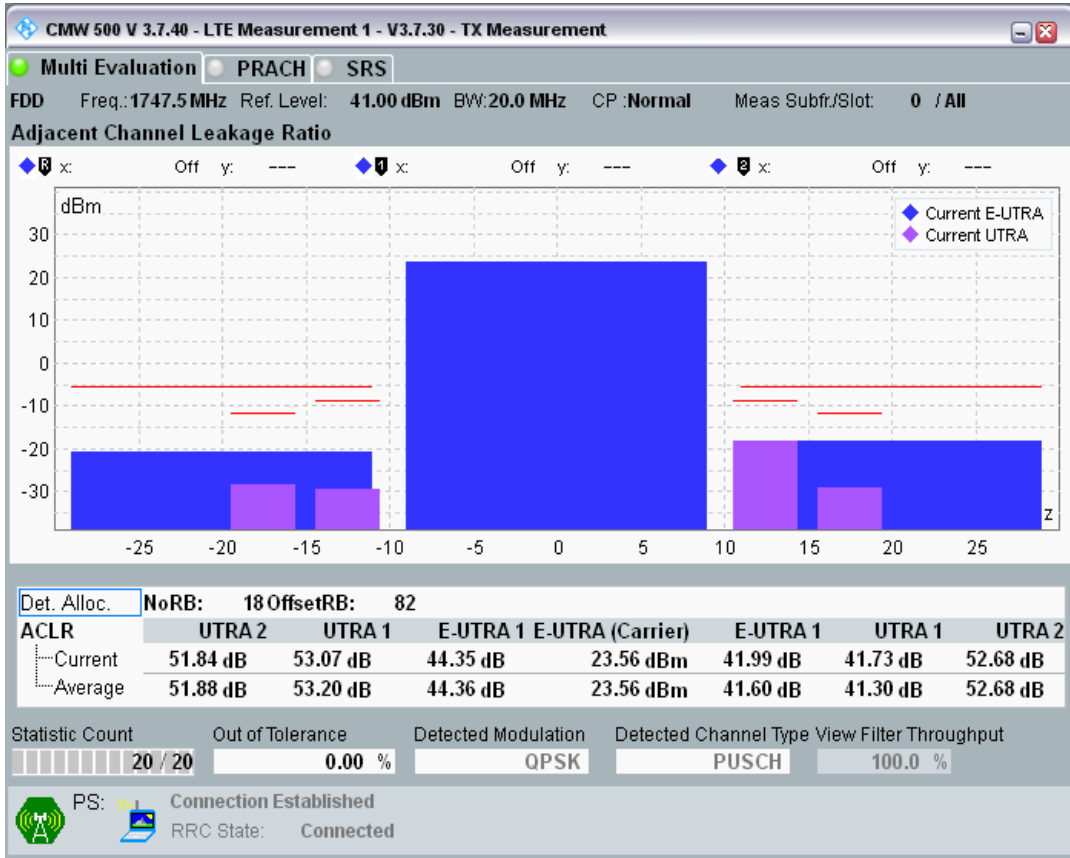 CMW 500 V 3.7.40 - LTE Measurement 1 - V3.7.30 - TX Measurement
Multi Evaluation PRACH SRS
FDD Freq.:1747.5 MHz Ref. Level: 41.00 dBm BW:20.0 MHz CP :Normal Meas Subfr./Slot: 0 / All
Adjacent Channel Leakage Ratio
R x: Off y: --- 1 x: Off y: --- 2 x: Off y: ---
dBm
Current E-UTRA
Current UTRA
30
20
10
0
-10
-20
-30
z
-25 -20 -15 -10 -5 0 5 10 15 20 25
Det. Alloc. NoRB: 18 OffsetRB: 82
ACLR UTRA 2 UTRA 1 E-UTRA 1 E-UTRA (Carrier) E-UTRA 1 UTRA 1 UTRA 2
Current 51.84 dB 53.07 dB 44.35 dB 23.56 dBm 41.99 dB 41.73 dB 52.68 dB
Average 51.88 dB 53.20 dB 44.36 dB 23.56 dBm 41.60 dB 41.30 dB 52.68 dB
Statistic Count Out of Tolerance Detected Modulation Detected Channel Type View Filter Throughput
20 / 20 0.00 % QPSK PUSCH 100.0 %
PS: Connection Established
RRC State: Connected